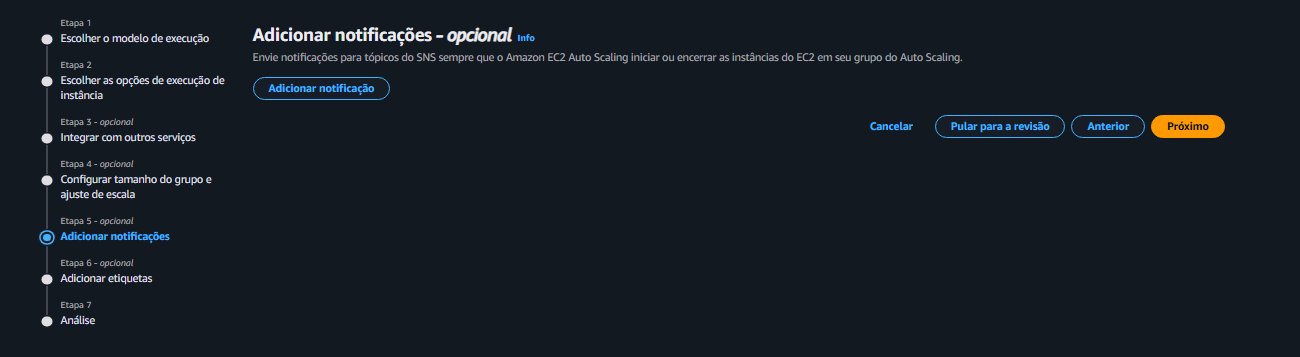 Etapa 1
Escolher o modelo de execução
Etapa 2
Escolher as opções de execução de
instância
Etapa 3 - opcional
Integrar com outros serviços
Etapa 4 - opcional
Configurar tamanho do grupo e
ajuste de escala
Etapa 5 - opcional
Adicionar notificações
Etapa 6 - opcional
Adicionar etiquetas
Etapa 7
Análise
Adicionar notificações - opcional Info
Envie notificações para tópicos do SNS sempre que o Amazon EC2 Auto Scaling iniciar ou encerrar as instâncias do EC2 em seu grupo do Auto Scaling.
Adicionar notificação
Cancelar Pular para a revisão Anterior Próximo